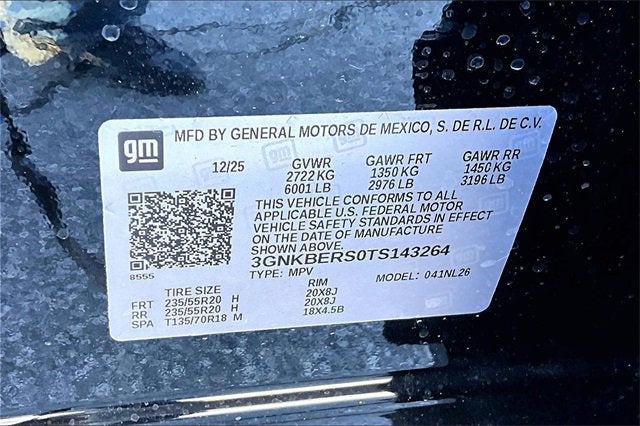 gm
MFD BY GENERAL MOTORS DE MEXICO, S. DE R.L. DE C.V.
12/25 GVWR GAWR FRT GAWR RR
2722 KG 1350 KG 1450 KG
6001 LB 2976 LB 3196 LB
THIS VEHICLE CONFORMS TO ALL
APPLICABLE U.S. FEDERAL MOTOR
VEHICLE SAFETY STANDARDS IN EFFECT
ON THE DATE OF MANUFACTURE
SHOWN ABOVE.
8555
3GNKBERS0TS143264
TYPE: MPV MODEL: 041NL26
TIRE SIZE RIM
FRT 235/55R20 H 20X8J
RR 235/55R20 H 20X8J
SPA T135/70R18 M 18X4.5B